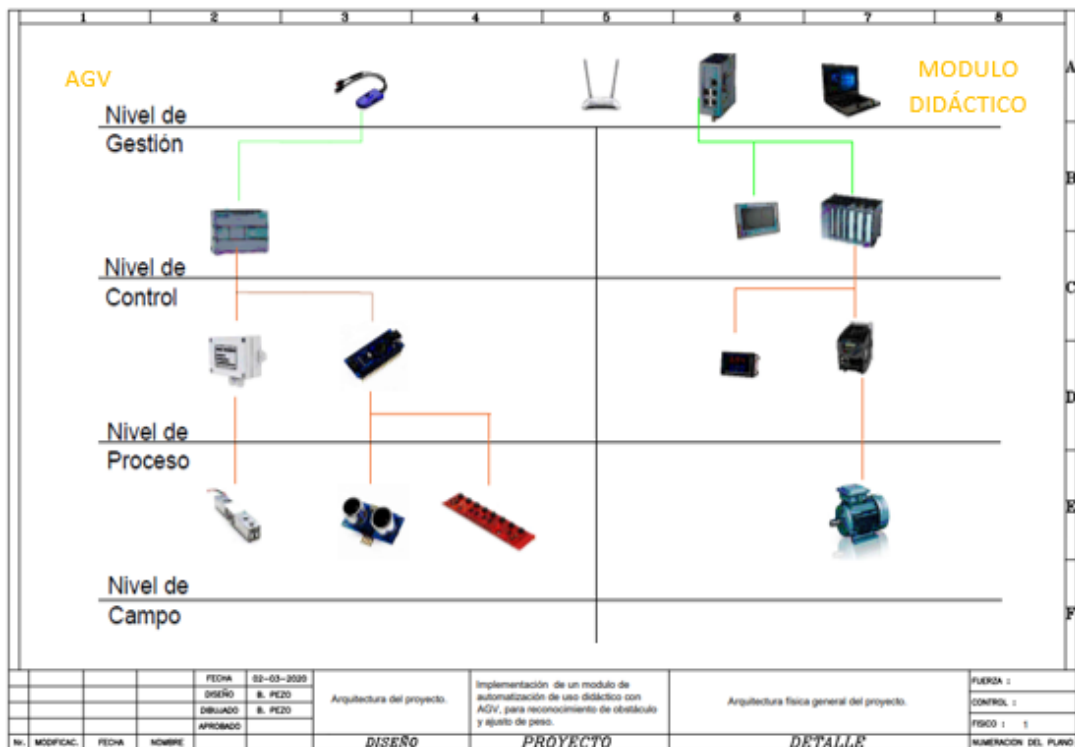 1 2 3 4 5 6 7 8
AGV
MODULO
DIDÁCTICO
A
Nivel de
Gestión
B
Nivel de
Control
C
D
Nivel de
Proceso
E
Nivel de
Campo
F
FECHA 02-03-2020
DISEÑO B. PEZO
DIBUJADO B. PEZO
APROBADO
Nr. MODIFICAC. FECHA NOMBRE
Arquitectura del proyecto.
DISEÑO
Implementación de un modulo de
automatización de uso didáctico con
AGV, para reconocimiento de obstáculo
y ajusto de peso.
PROYECTO
Arquitectura física general del proyecto.
DETALLE
FUERZA :
CONTROL :
FISICO : 1
NUMERACION DEL PLANO